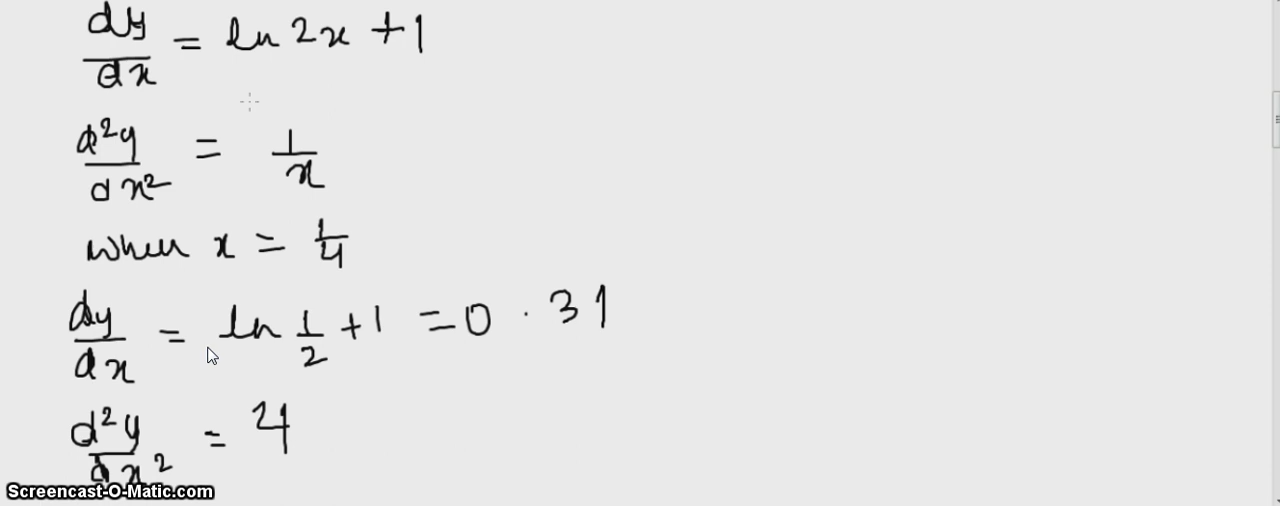 dy/dx = ln 2x + 1
d²y/dx² = 1/x
when x = 1/4
dy/dx = ln 1/2 + 1 = 0.31
d²y/dx² = 4
Screencast-O-Matic.com